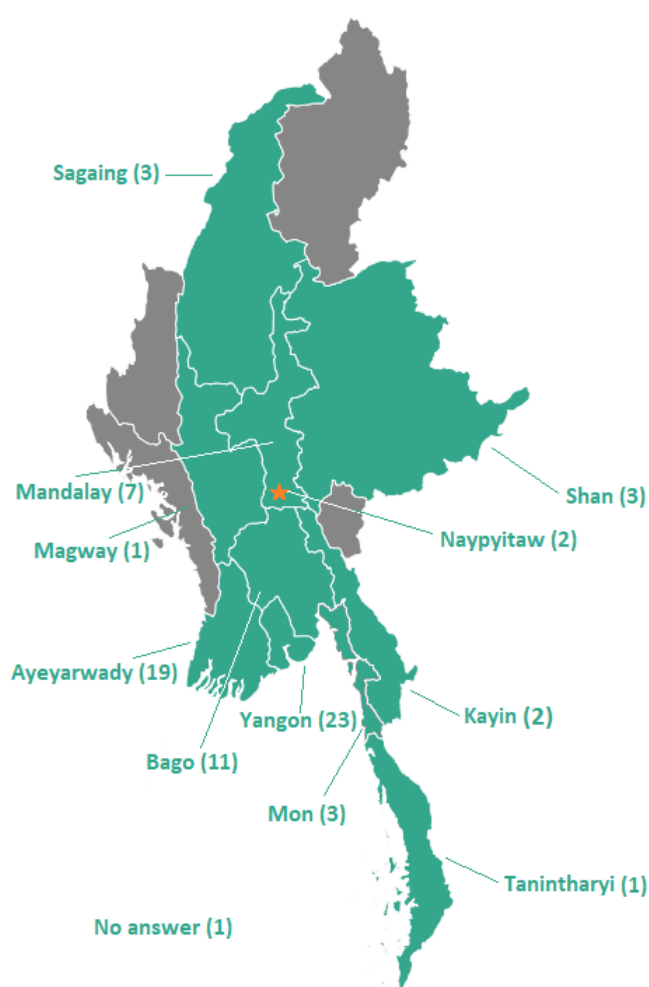 Sagaing (3)
Mandalay (7)
Shan (3)
Magway (1)
Naypyitaw (2)
Ayeyarwady (19)
Yangon (23)
Kayin (2)
Bago (11)
Mon (3)
Tanintharyi (1)
No answer (1)